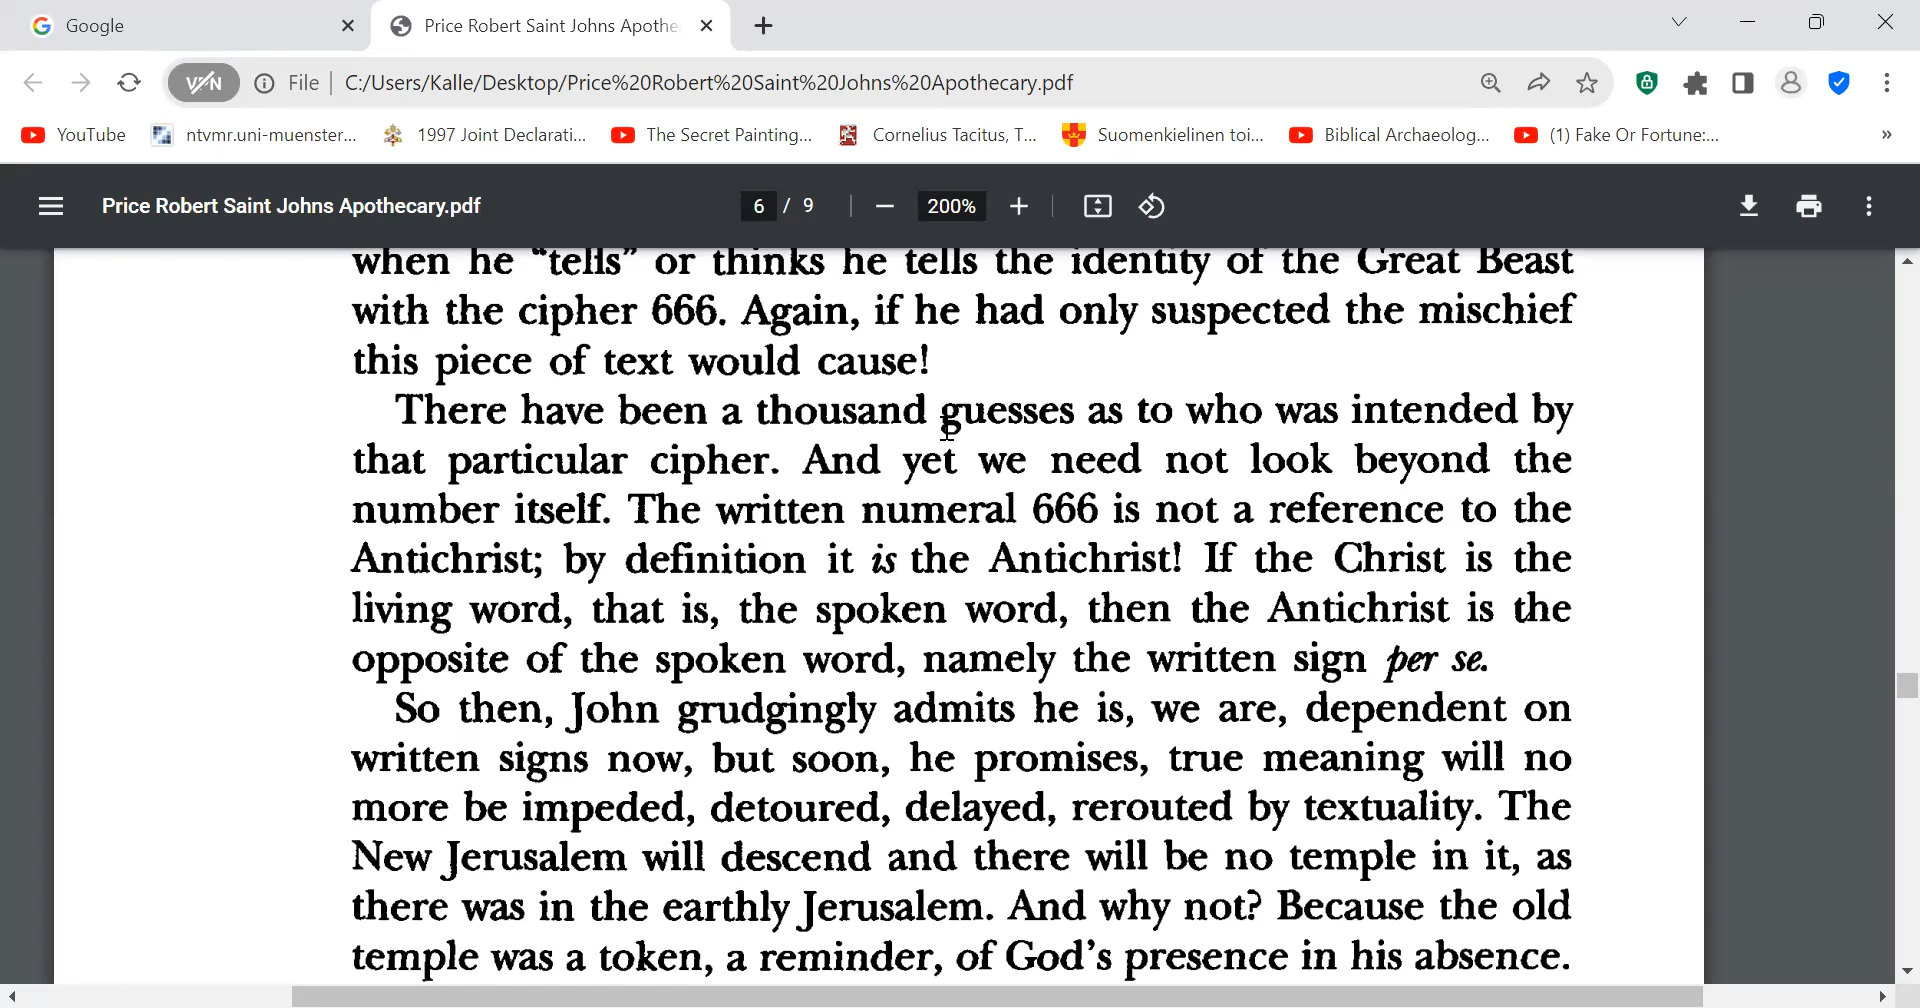 Google
Price Robert Saint Johns Apothe
VPN File C:/Users/Kalle/Desktop/Price%20Robert%20Saint%20Johns%20Apothecary.pdf
YouTube ntvmr.uni-muenster... 1997 Joint Declarati... The Secret Painting... Cornelius Tacitus, T... Suomenkielinen toi... Biblical Archaeolog... (1) Fake Or Fortune:... »
Price Robert Saint Johns Apothecary.pdf 6 / 9 200%
when he “tells” or thinks he tells the identity of the Great Beast
with the cipher 666. Again, if he had only suspected the mischief
this piece of text would cause!
There have been a thousand guesses as to who was intended by
that particular cipher. And yet we need not look beyond the
number itself. The written numeral 666 is not a reference to the
Antichrist; by definition it is the Antichrist! If the Christ is the
living word, that is, the spoken word, then the Antichrist is the
opposite of the spoken word, namely the written sign per se.
So then, John grudgingly admits he is, we are, dependent on
written signs now, but soon, he promises, true meaning will no
more be impeded, detoured, delayed, rerouted by textuality. The
New Jerusalem will descend and there will be no temple in it, as
there was in the earthly Jerusalem. And why not? Because the old
temple was a token, a reminder, of God’s presence in his absence.